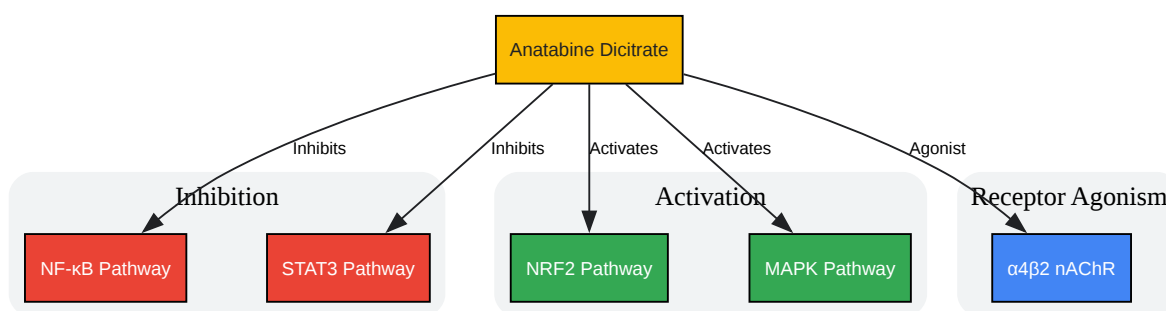 Anatabine Dicitrate
Inhibits
Inhibits
Activates
Activates
Agonist
Inhibition
Activation
Receptor Agonism
NF-κB Pathway
STAT3 Pathway
NRF2 Pathway
MAPK Pathway
α4β2 nAChR